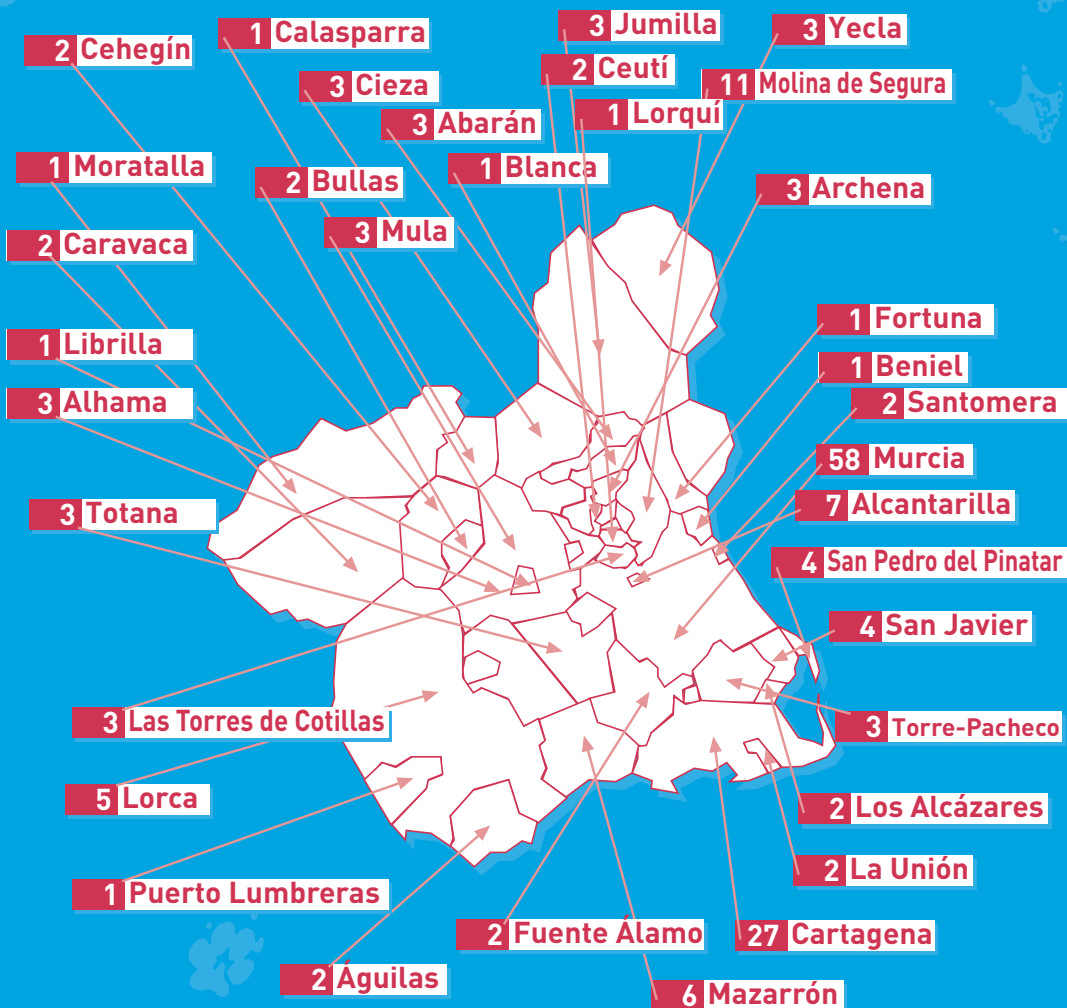 1 Calasparra
3 Jumilla
3 Yecla
2 Cehegín
2 Ceutí
3 Cieza
11 Molina de Segura
1 Lorquí
3 Abarán
1 Moratalla
1 Blanca
2 Bullas
3 Archena
3 Mula
2 Caravaca
1 Fortuna
1 Librilla
1 Beniel
3 Alhama
2 Santomera
58 Murcia
7 Alcantarilla
3 Totana
4 San Pedro del Pinatar
4 San Javier
3 Las Torres de Cotillas
3 Torre-Pacheco
5 Lorca
2 Los Alcázares
2 La Unión
1 Puerto Lumbreras
2 Fuente Álamo
27 Cartagena
2 Águilas
6 Mazarrón